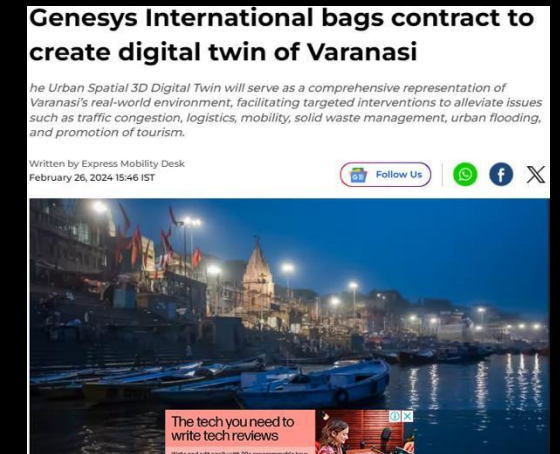 Genesys International bags contract to
create digital twin of Varanasi
he Urban Spatial 3D Digital Twin will serve as a comprehensive representation of
Varanasi's real-world environment, facilitating targeted interventions to alleviate issues
such as traffic congestion, logistics, mobility, solid waste management, urban flooding,
and promotion of tourism.
Written by Express Mobility Desk
February 26, 2024 15:46 IST
Follow Us
The tech you need to
write tech reviews